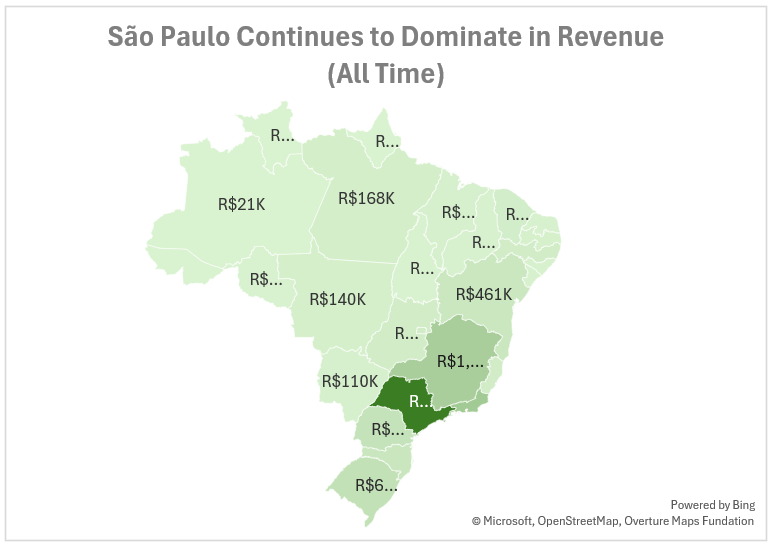 São Paulo Continues to Dominate in Revenue
(All Time)
R...
R...
R$21K
R$168K
R$...
R...
R...
R...
R$...
R$140K
R$461K
R...
R$1,...
R$110K
R...
R$...
R$6...
Powered by Bing
© Microsoft, OpenStreetMap, Overture Maps Fundation